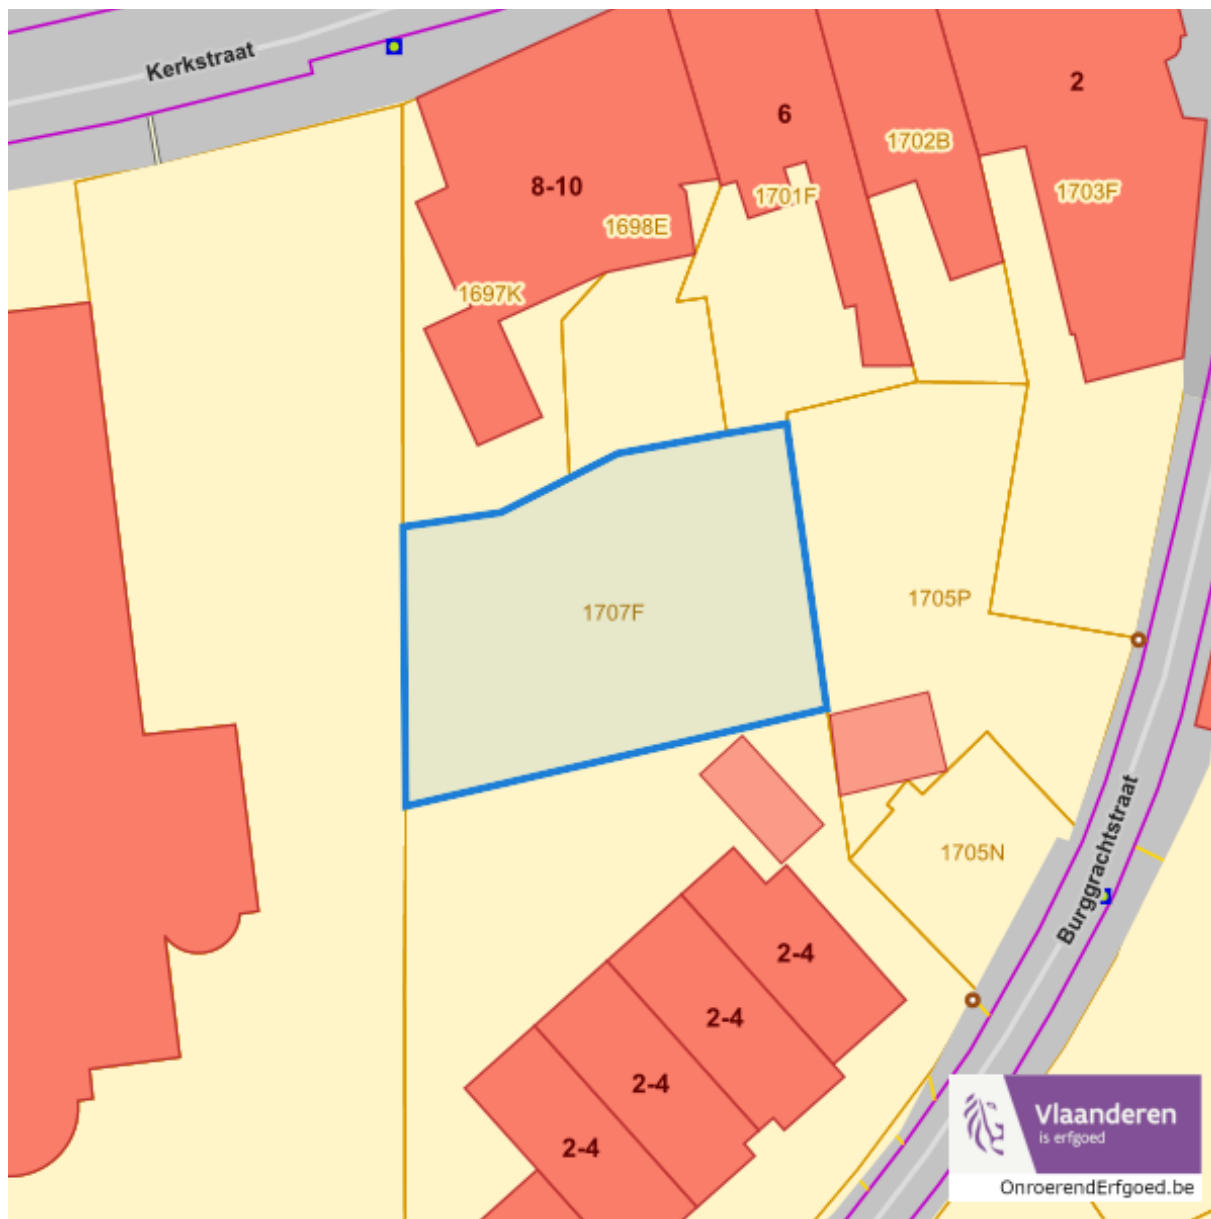 Kerkstraat
2
6
1702B
8-10
1701F
1703F
1698E
1697K
1707F
1705P
1705N
Burggrachtstraat
2-4
2-4
2-4
2-4
Vlaanderen
is erfgoed
OnroerendErfgoed.be